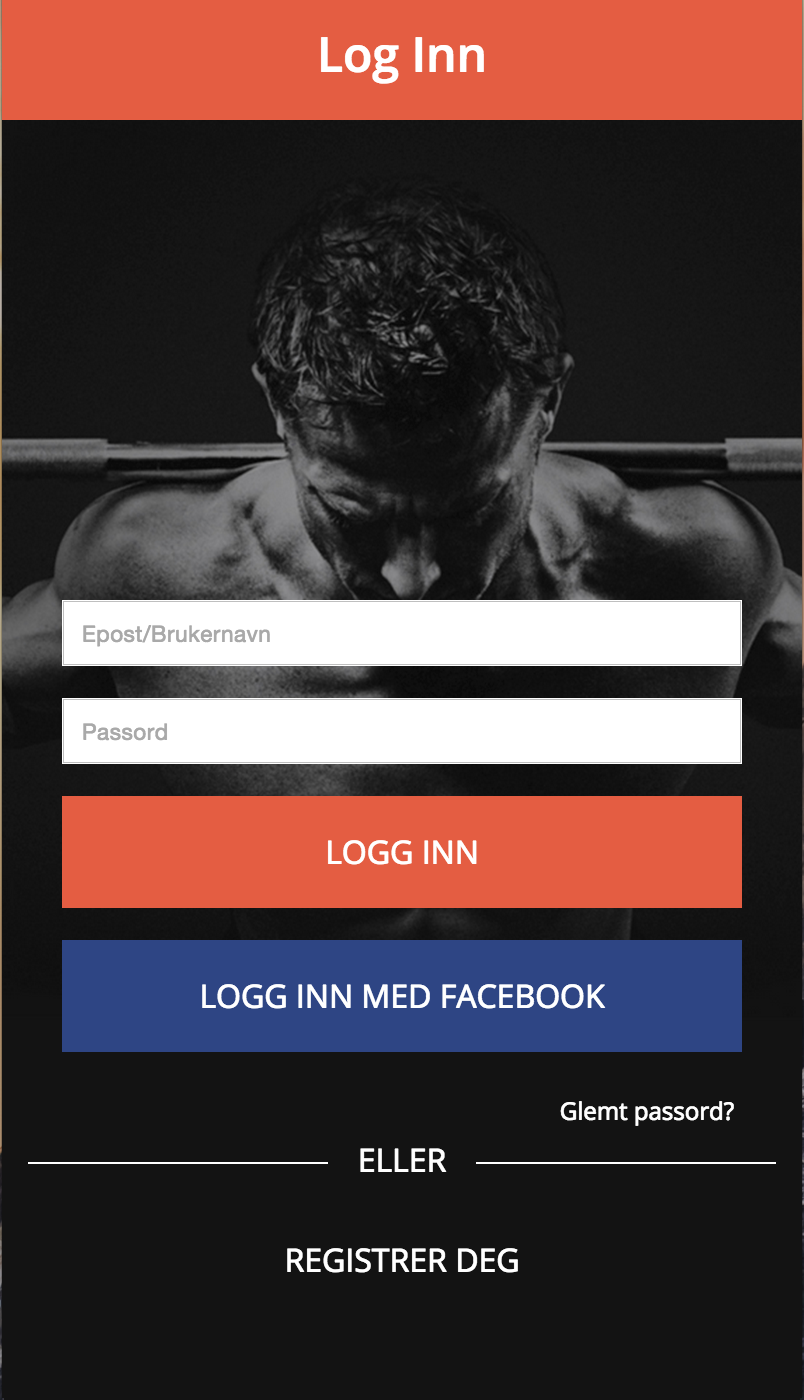 Log Inn
Epost/Brukernavn
Passord
LOGG INN
LOGG INN MED FACEBOOK
Glemt passord?
ELLER
REGISTRER DEG